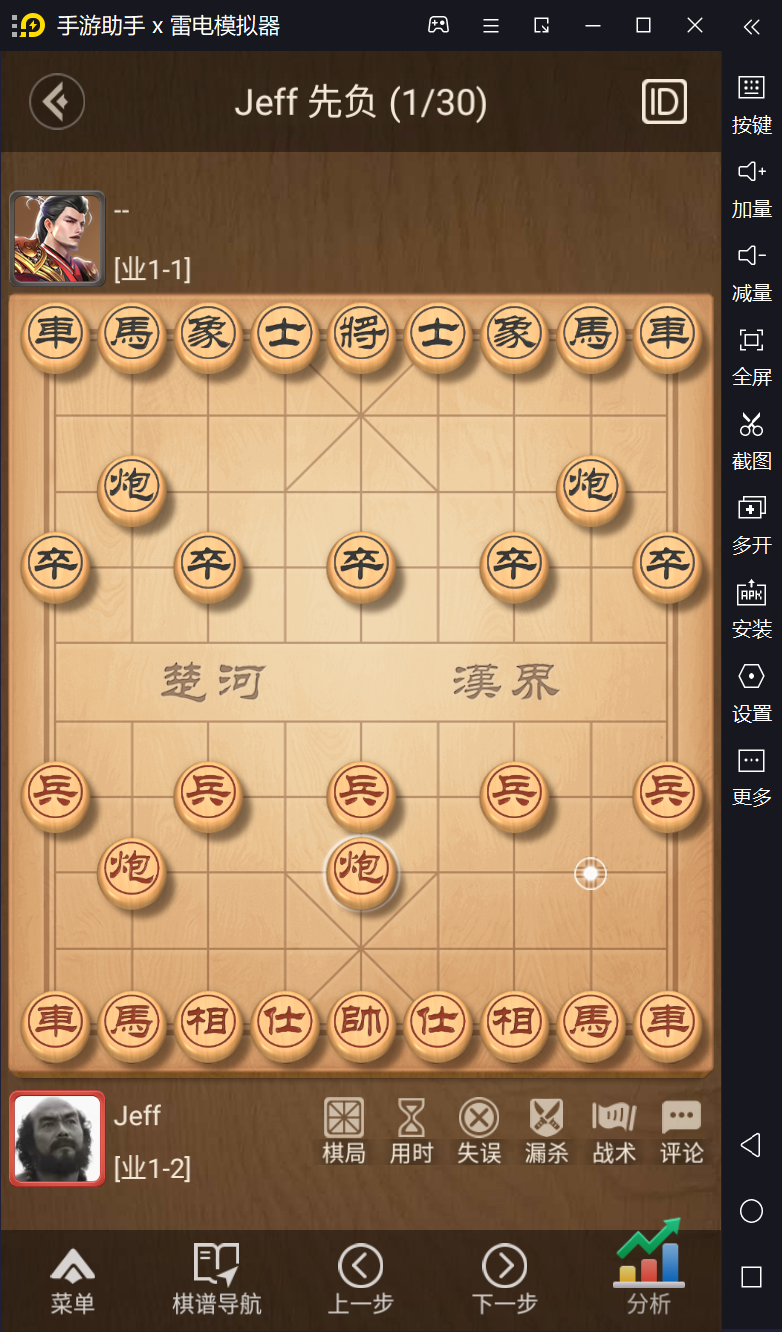 手游助手 x 雷电模拟器
Jeff 先负 (1/30)
ID
按键
加量
减量
全屏
截图
多开
APK
安装
设置
更多
--
[业1-1]
車 馬 象 士 將 士 象 馬 車
炮 炮
卒 卒 卒 卒 卒
楚河 漢界
兵 兵 兵 兵 兵
炮 炮
車 馬 相 仕 帥 仕 相 馬 車
Jeff
[业1-2]
棋局 用时 失误 漏杀 战术 评论
菜单 棋谱导航 上一步 下一步 分析